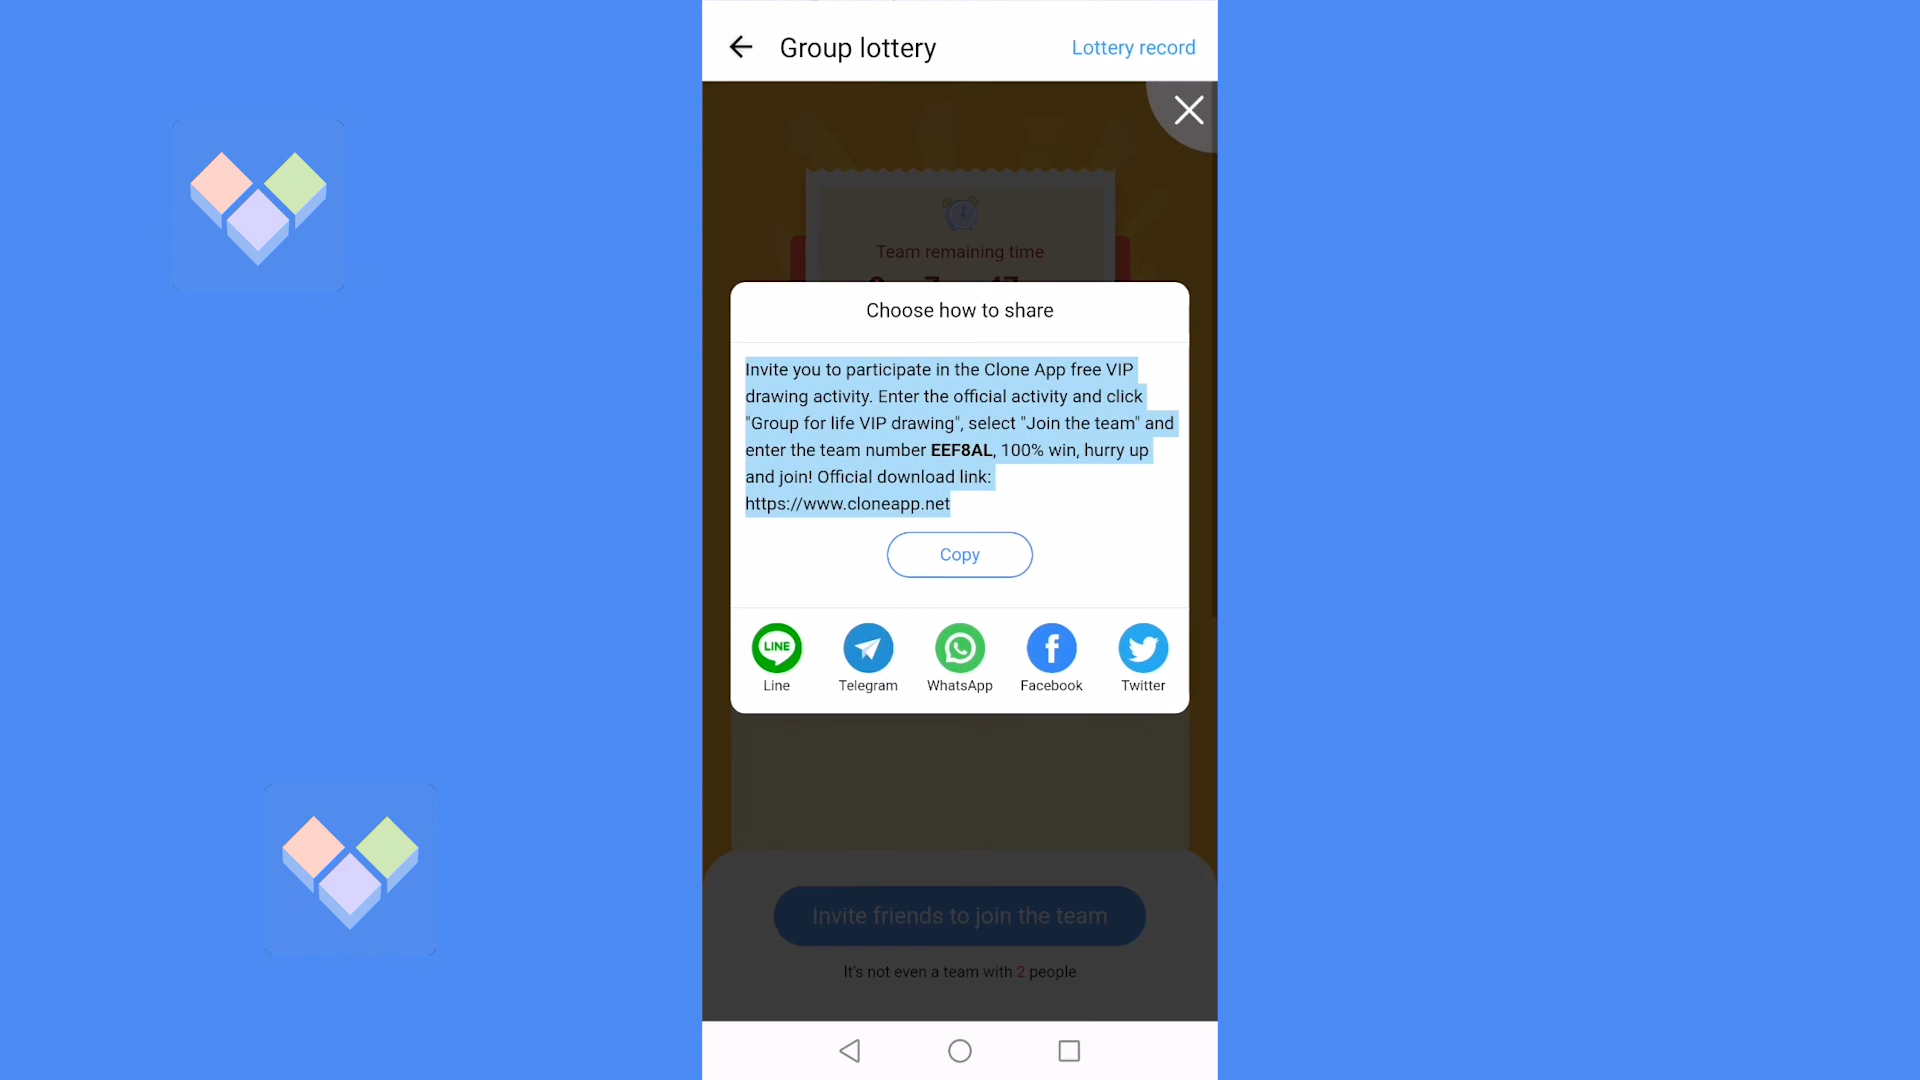 Group lottery
Lottery record
Team remaining time
Choose how to share
Invite you to participate in the Clone App free VIP
drawing activity. Enter the official activity and click
"Group for life VIP drawing", select "Join the team" and
enter the team number EEF8AL, 100% win, hurry up
and join! Official download link:
https://www.cloneapp.net
Copy
LINE
Line
Telegram
WhatsApp
Facebook
Twitter
Invite friends to join the team
It's not even a team with 2 people